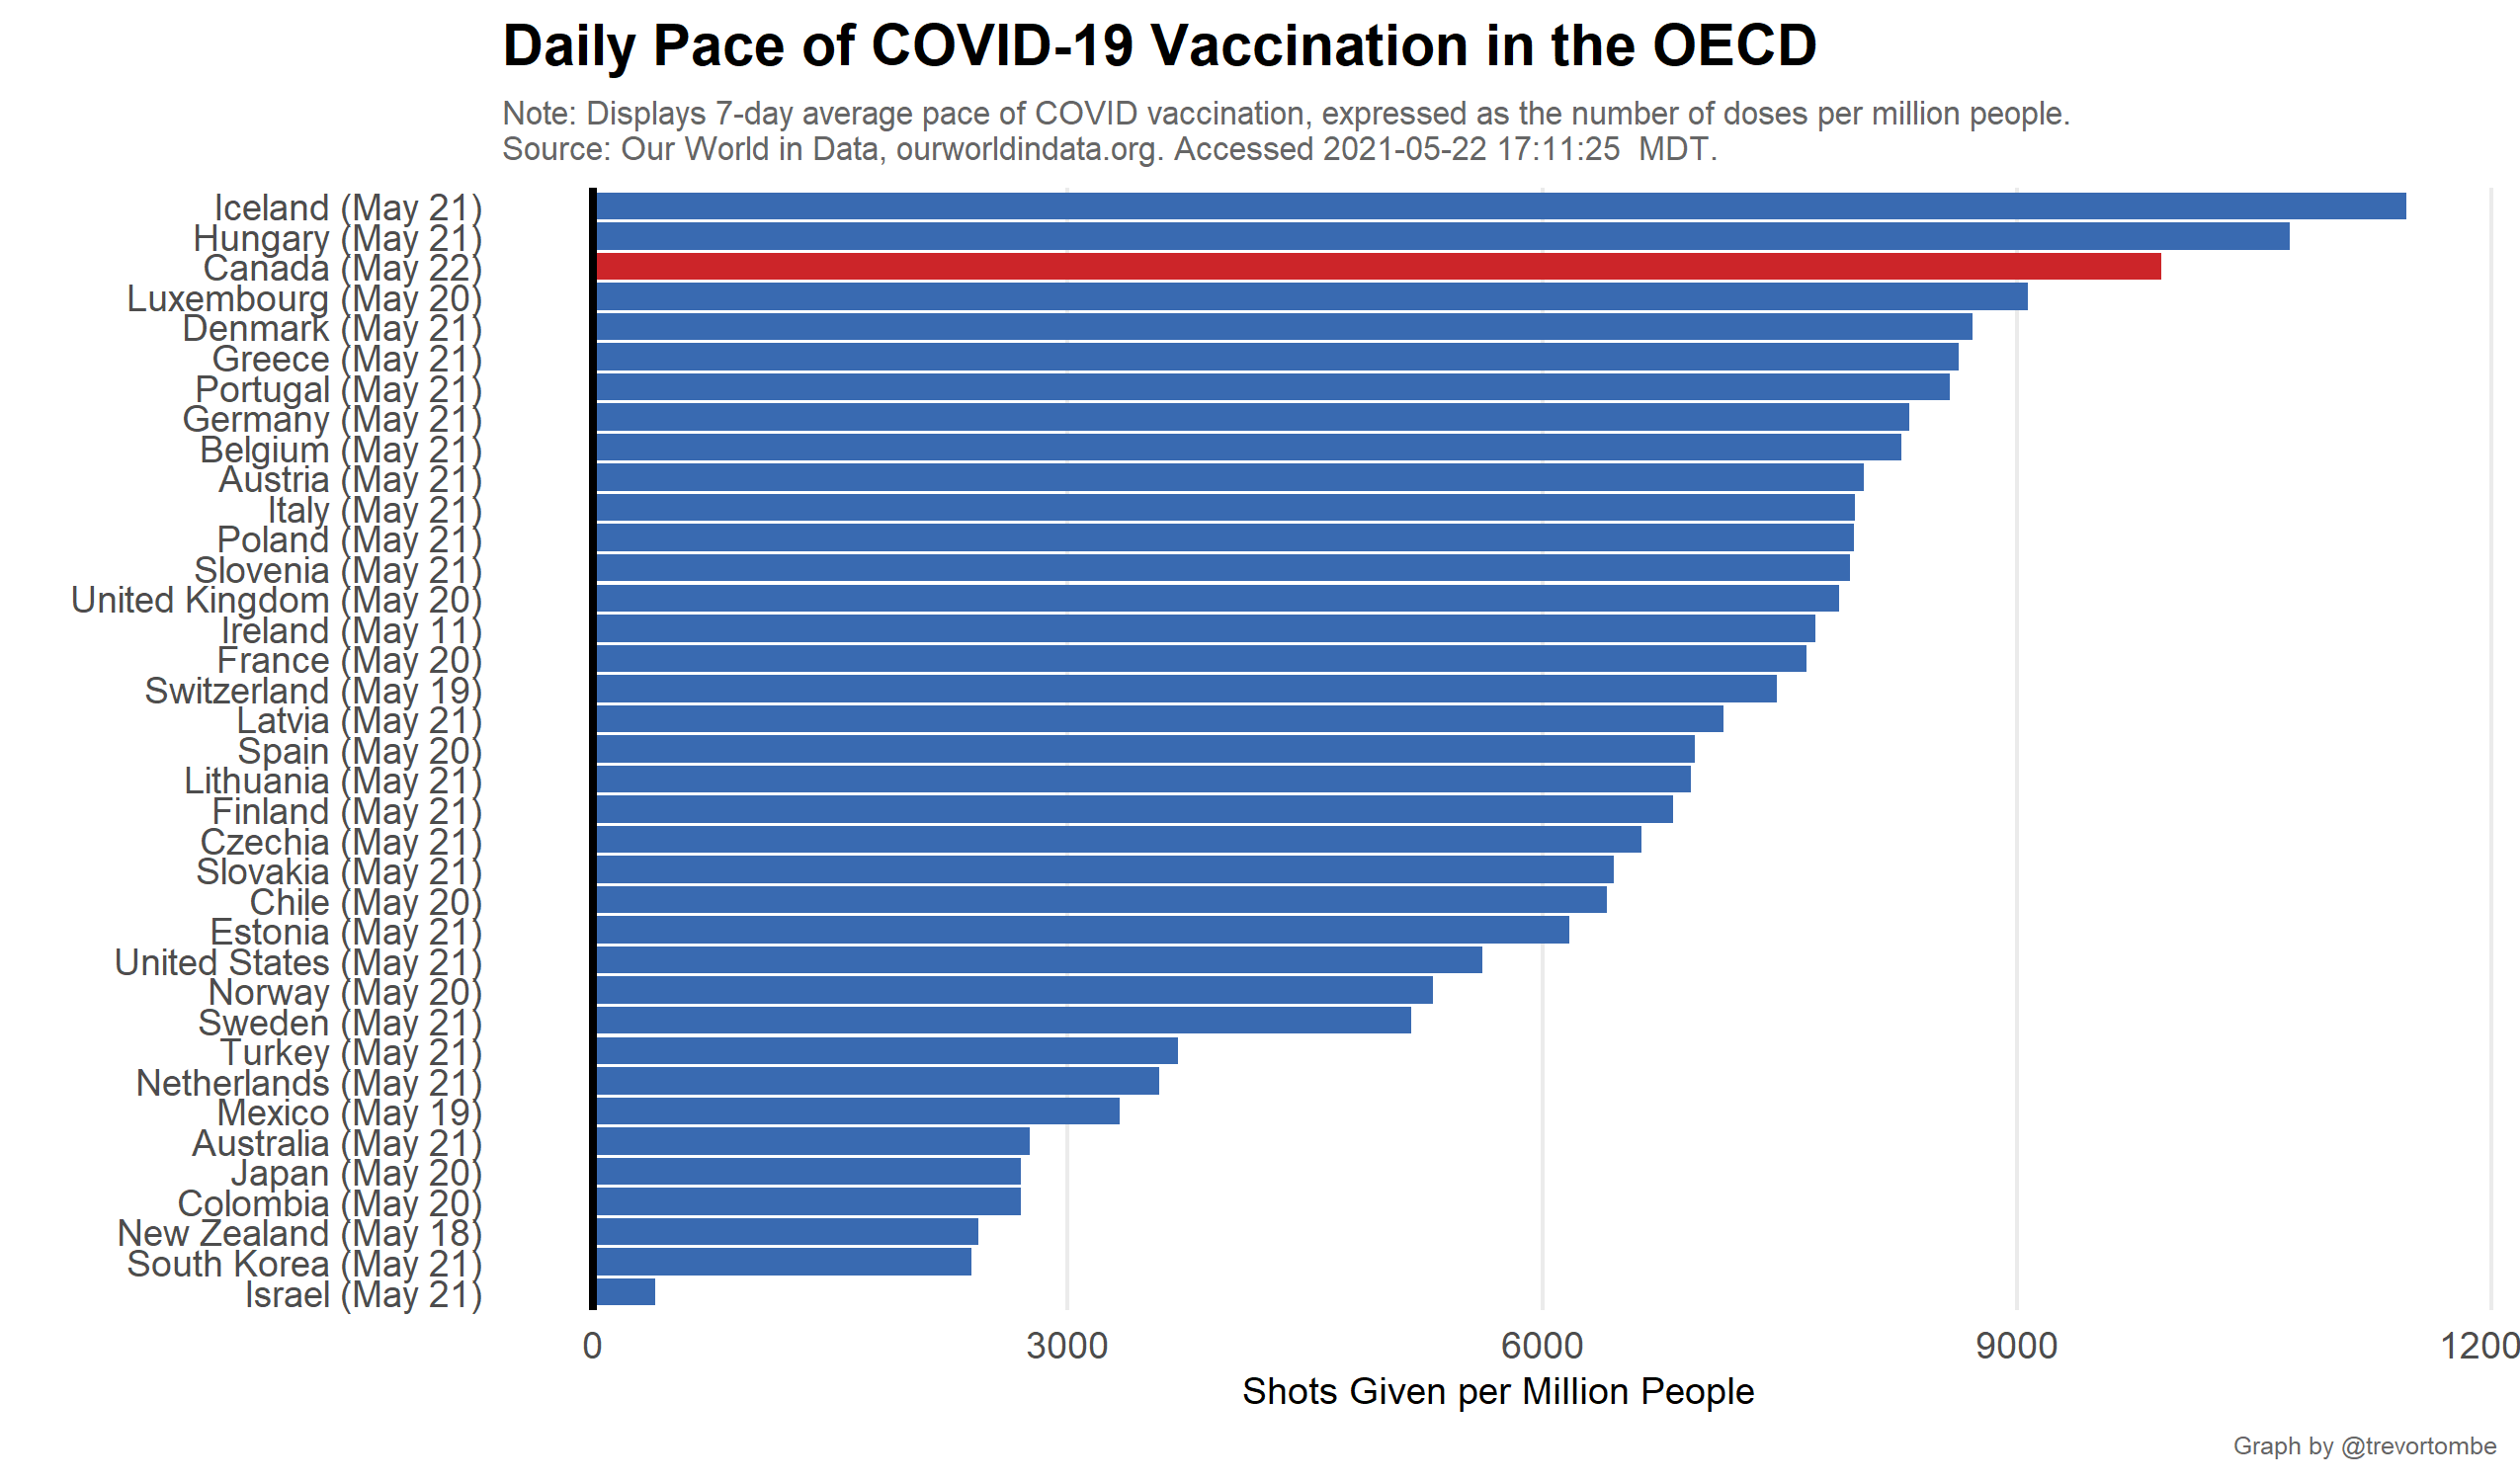 Daily Pace of COVID-19 Vaccination in the OECD
Note: Displays 7-day average pace of COVID vaccination, expressed as the number of doses per million people.
Source: Our World in Data, ourworldindata.org. Accessed 2021-05-22 17:11:25  MDT.
Iceland (May 21)
Hungary (May 21)
Canada (May 22)
Luxembourg (May 20)
Denmark (May 21)
Greece (May 21)
Portugal (May 21)
Germany (May 21)
Belgium (May 21)
Austria (May 21)
Italy (May 21)
Poland (May 21)
Slovenia (May 21)
United Kingdom (May 20)
Ireland (May 11)
France (May 20)
Switzerland (May 19)
Latvia (May 21)
Spain (May 20)
Lithuania (May 21)
Finland (May 21)
Czechia (May 21)
Slovakia (May 21)
Chile (May 20)
Estonia (May 21)
United States (May 21)
Norway (May 20)
Sweden (May 21)
Turkey (May 21)
Netherlands (May 21)
Mexico (May 19)
Australia (May 21)
Japan (May 20)
Colombia (May 20)
New Zealand (May 18)
South Korea (May 21)
Israel (May 21)
0 3000 6000 9000 1200
Shots Given per Million People
Graph by @trevortombe